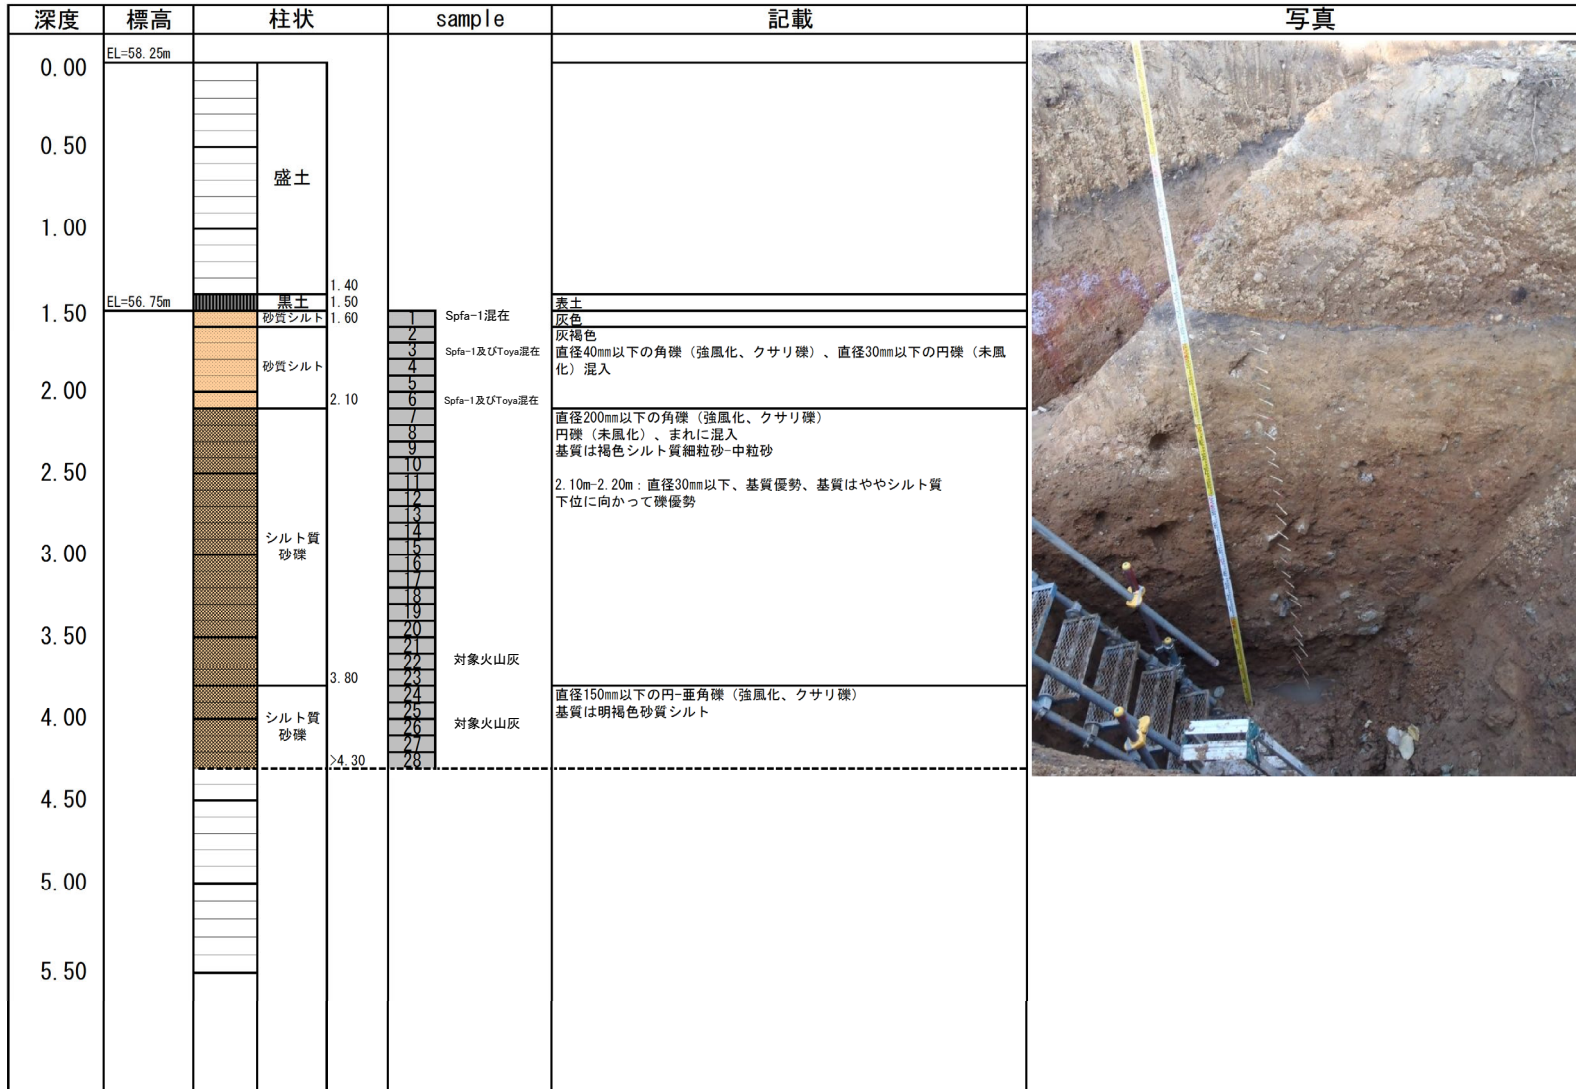 深度 標高 柱状 sample 記載 写真
EL=58.25m
0.00
0.50
盛土
1.00
1.40
EL=56.75m 黒土 1.50 表土
1.50 砂質シルト 1.60 1 Spfa-1混在 灰色
2 灰褐色
3 Spfa-1及びToya混在 直径40mm以下の角礫（強風化、クサリ礫）、直径30mm以下の円礫（未風
砂質シルト 4 化）混入
5
2.00 2.10 6 Spfa-1及びToya混在
7 直径200mm以下の角礫（強風化、クサリ礫）
8 円礫（未風化）、まれに混入
9 基質は褐色シルト質細粒砂-中粒砂
2.50 10
11 2.10m-2.20m：直径30mm以下、基質優勢、基質はややシルト質
12 下位に向かって礫優勢
13
14
シルト質
砂礫
15
3.00 16
17
18
19
20
3.50 21
22 対象火山灰
3.80 23
24 直径150mm以下の円-亜角礫（強風化、クサリ礫）
25 基質は明褐色砂質シルト
4.00 シルト質
砂礫
26 対象火山灰
27
>4.30 28
4.50
5.00
5.50